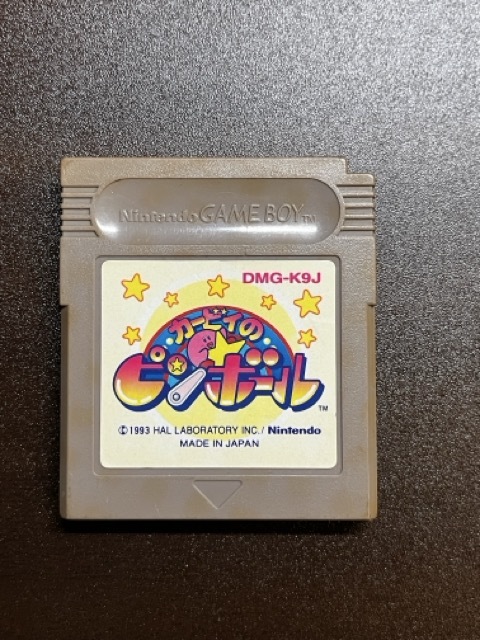 Nintendo GAME BOY TM
DMG-K9J
カービィの
ピンボール TM
© 1993 HAL LABORATORY INC./ Nintendo
MADE IN JAPAN